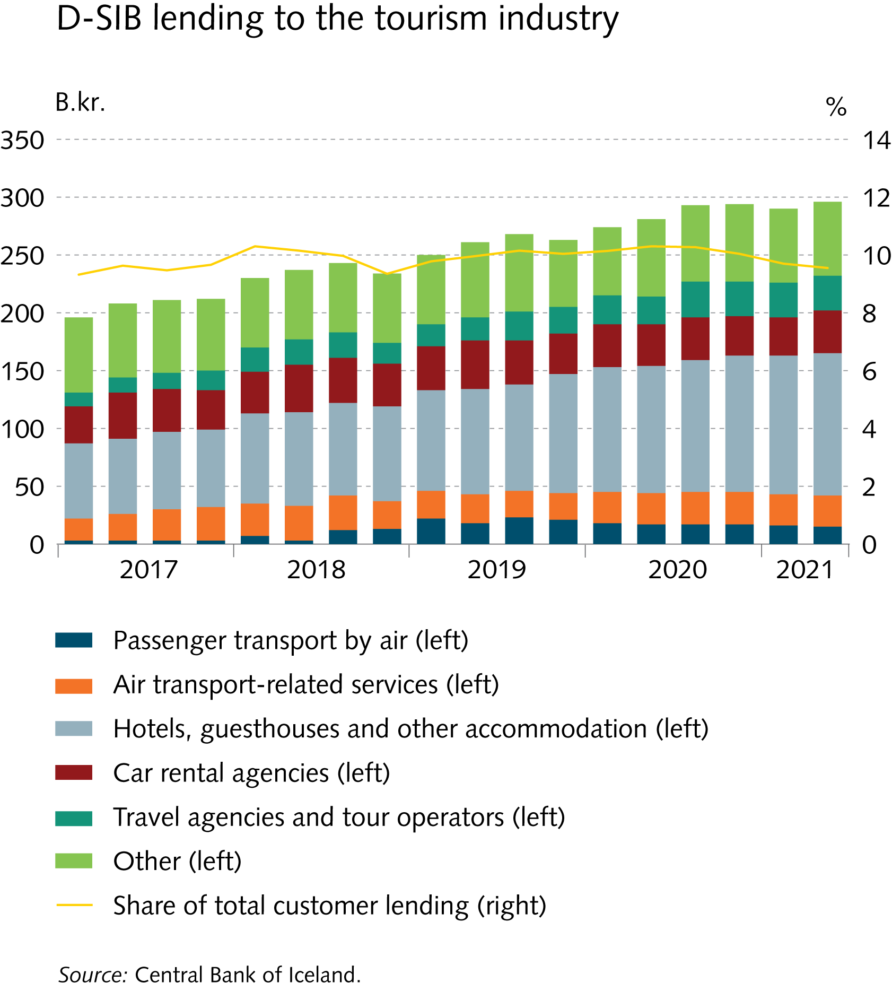 D-SIB lending to the tourism industry
B.kr. %
350 14
300 12
250 10
200 8
150 6
100 4
50 2
0 0
2017 2018 2019 2020 2021
Passenger transport by air (left)
Air transport-related services (left)
Hotels, guesthouses and other accommodation (left)
Car rental agencies (left)
Travel agencies and tour operators (left)
Other (left)
Share of total customer lending (right)
Source: Central Bank of Iceland.